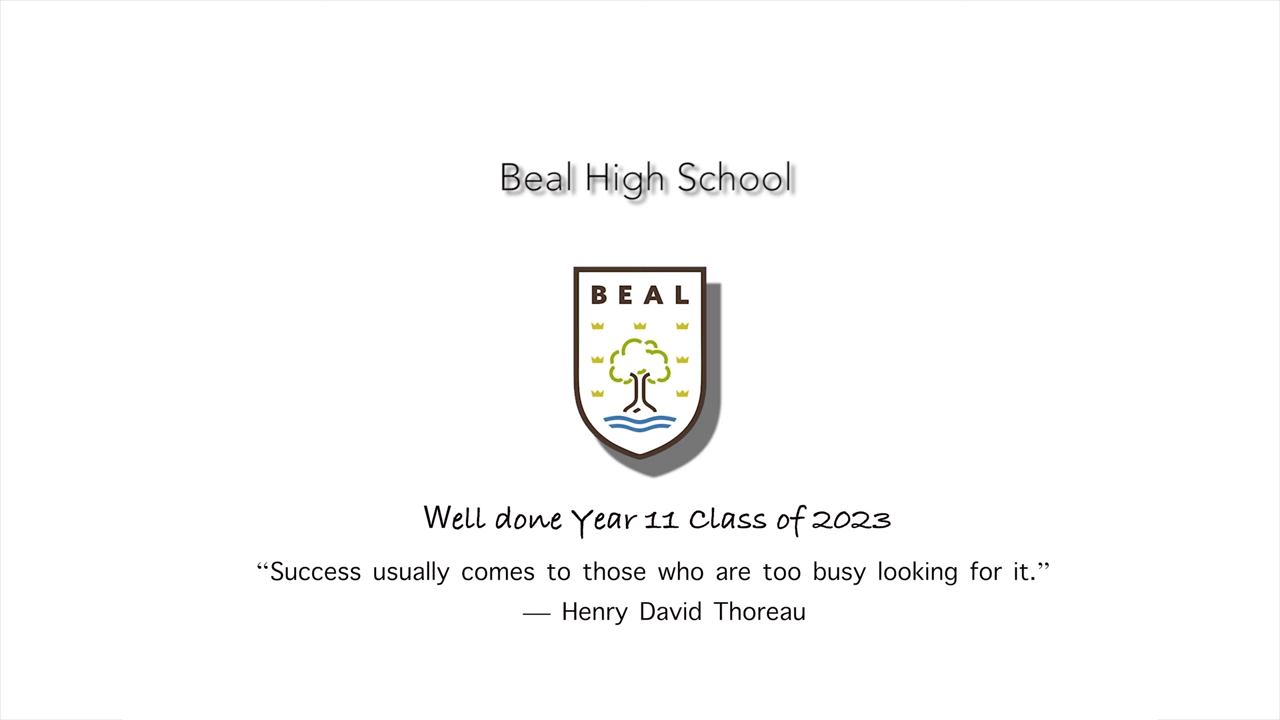 Beal High School
BEAL
Well done Year 11 Class of 2023
“Success usually comes to those who are too busy looking for it.”
— Henry David Thoreau